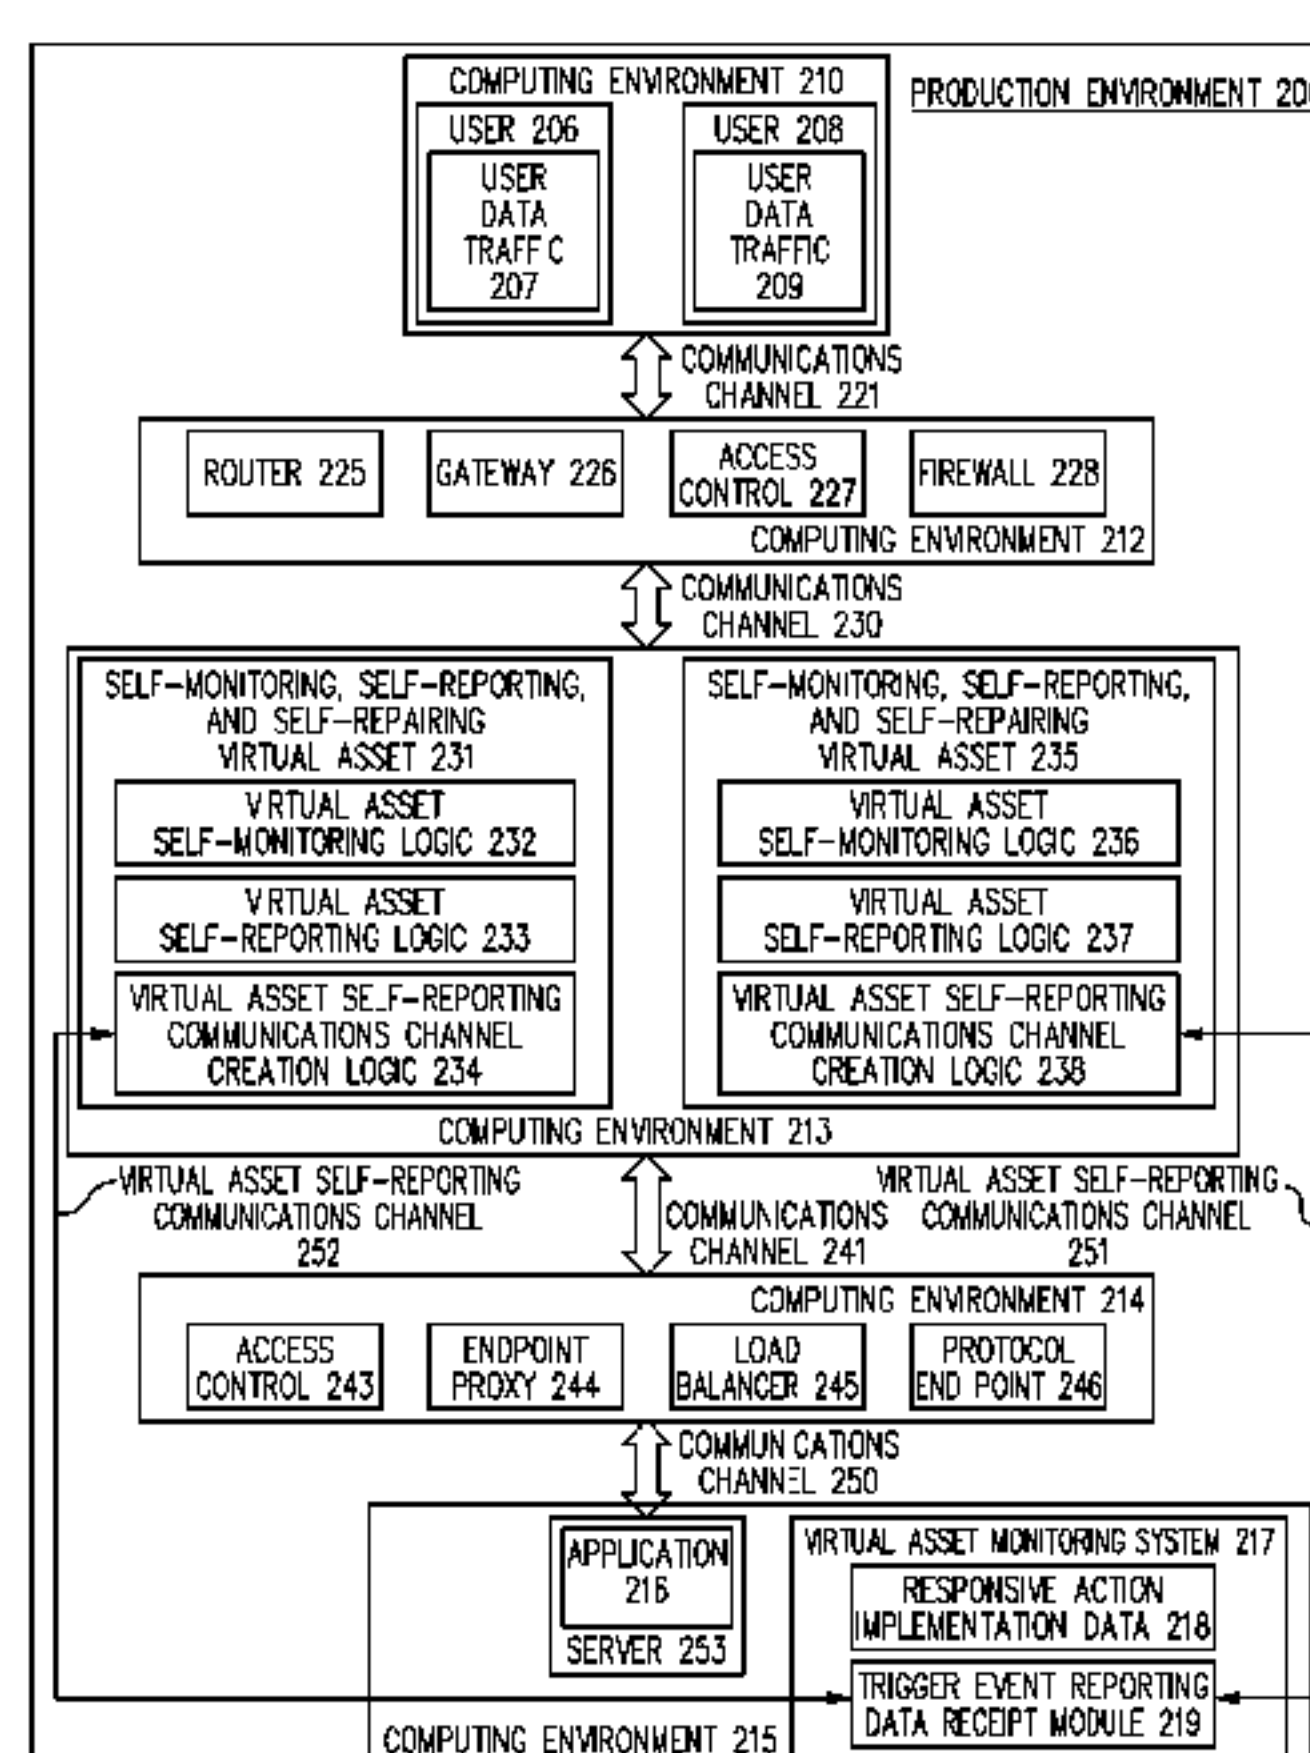 COMPUTING ENVIRONMENT 210
PRODUCTION ENVIRONMENT
USER 206
USER
DATA
TRAFFIC
207
USER 208
USER
DATA
TRAFFIC
209
COMMUNICATIONS
CHANNEL 221
ROUTER 225
GATEWAY 226
ACCESS
CONTROL 227
FIREWALL 228
COMPUTING ENVIRONMENT 212
COMMUNICATIONS
CHANNEL 230
SELF-MONITORING, SELF-REPORTING,
AND SELF-REPAIRING
VIRTUAL ASSET 231
VIRTUAL ASSET
SELF-MONITORING LOGIC 232
VIRTUAL ASSET
SELF-REPORTING LOGIC 233
VIRTUAL ASSET SELF-REPORTING
COMMUNICATIONS CHANNEL
CREATION LOGIC 234
SELF-MONITORING, SELF-REPORTING,
AND SELF-REPAIRING
VIRTUAL ASSET 235
VIRTUAL ASSET
SELF-MONITORING LOGIC 236
VIRTUAL ASSET
SELF-REPORTING LOGIC 237
VIRTUAL ASSET SELF-REPORTING
COMMUNICATIONS CHANNEL
CREATION LOGIC 238
COMPUTING ENVIRONMENT 213
VIRTUAL ASSET SELF-REPORTING
COMMUNICATIONS CHANNEL
252
COMMUNICATIONS
CHANNEL 241
VIRTUAL ASSET SELF-REPORTING
COMMUNICATIONS CHANNEL
251
COMPUTING ENVIRONMENT 214
ACCESS
CONTROL 243
ENDPOINT
PROXY 244
LOAD
BALANCER 245
PROTOCOL
END POINT 246
COMMUNICATIONS
CHANNEL 250
APPLICATION
216
SERVER 253
VIRTUAL ASSET MONITORING SYSTEM 217
RESPONSIVE ACTION
IMPLEMENTATION DATA 218
TRIGGER EVENT REPORTING
DATA RECEIPT MODULE 219
COMPUTING ENVIRONMENT 215